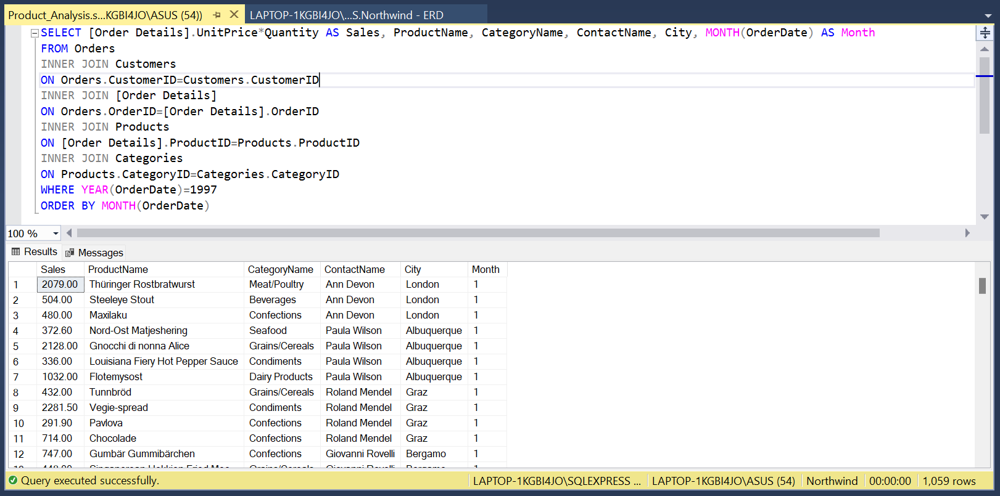 Product_Analysis.s...KGBI4JO\ASUS (54)) LAPTOP-1KGBI4JO\...S.Northwind - ERD
SELECT [Order Details].UnitPrice*Quantity AS Sales, ProductName, CategoryName, ContactName, City, MONTH(OrderDate) AS Month
FROM Orders
INNER JOIN Customers
ON Orders.CustomerID=Customers.CustomerID
INNER JOIN [Order Details]
ON Orders.OrderID=[Order Details].OrderID
INNER JOIN Products
ON [Order Details].ProductID=Products.ProductID
INNER JOIN Categories
ON Products.CategoryID=Categories.CategoryID
WHERE YEAR(OrderDate)=1997
ORDER BY MONTH(OrderDate)
100 %
Results Messages
Sales ProductName CategoryName ContactName City Month
1 2079.00 Thüringer Rostbratwurst Meat/Poultry Ann Devon London 1
2 504.00 Steeleye Stout Beverages Ann Devon London 1
3 480.00 Maxilaku Confections Ann Devon London 1
4 372.60 Nord-Ost Matjeshering Seafood Paula Wilson Albuquerque 1
5 2128.00 Gnocchi di nonna Alice Grains/Cereals Paula Wilson Albuquerque 1
6 336.00 Louisiana Fiery Hot Pepper Sauce Condiments Paula Wilson Albuquerque 1
7 1032.00 Flotemysost Dairy Products Paula Wilson Albuquerque 1
8 432.00 Tunnbröd Grains/Cereals Roland Mendel Graz 1
9 2281.50 Vegie-spread Condiments Roland Mendel Graz 1
10 291.90 Pavlova Confections Roland Mendel Graz 1
11 714.00 Chocolade Confections Roland Mendel Graz 1
12 747.00 Gumbär Gummibärchen Confections Giovanni Rovelli Bergamo 1
Query executed successfully. LAPTOP-1KGBI4JO\SQLEXPRESS ... LAPTOP-1KGBI4JO\ASUS (54) Northwind 00:00:00 1,059 rows